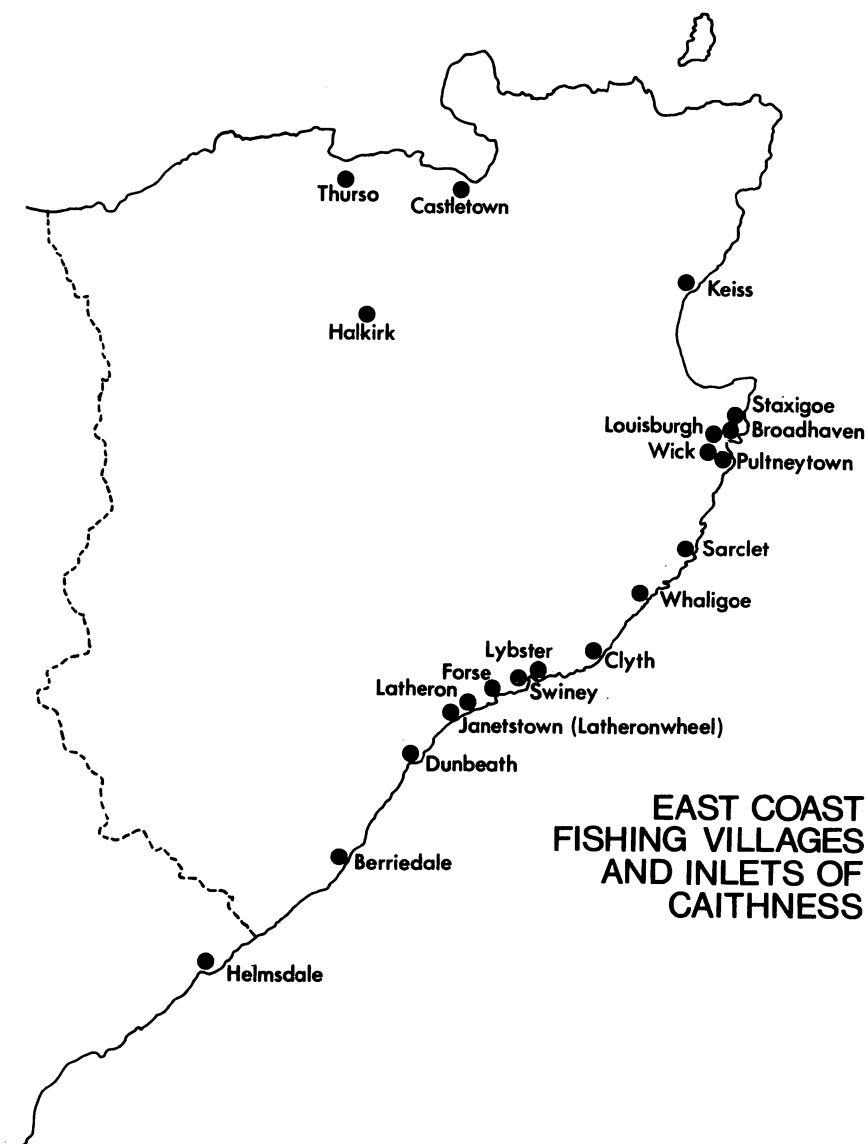 Thurso
Castletown
Keiss
Halkirk
Staxigoe
Louisburgh
Broadhaven
Wick
Pultneytown
Sarclet
Whaligoe
Lybster
Clyth
Forse
Latheron
Swiney
Janetstown (Latheronwheel)
Dunbeath
EAST COAST
FISHING VILLAGES
AND INLETS OF
CAITHNESS
Berriedale
Helmsdale